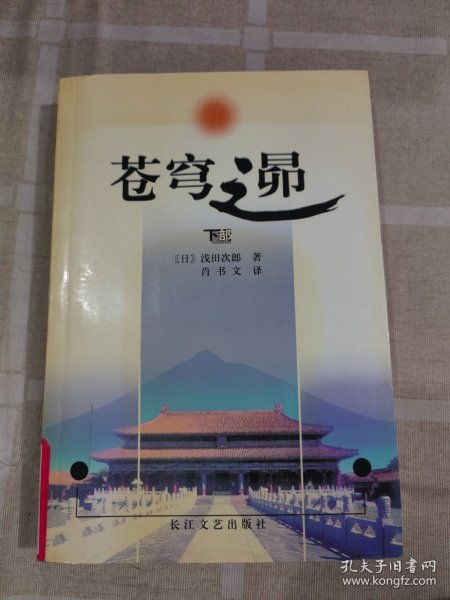 苍穹之昴
下部
〔日〕浅田次郎 著
肖书文 译
长江文艺出版社
孔夫子旧书网
www.kongfz.com